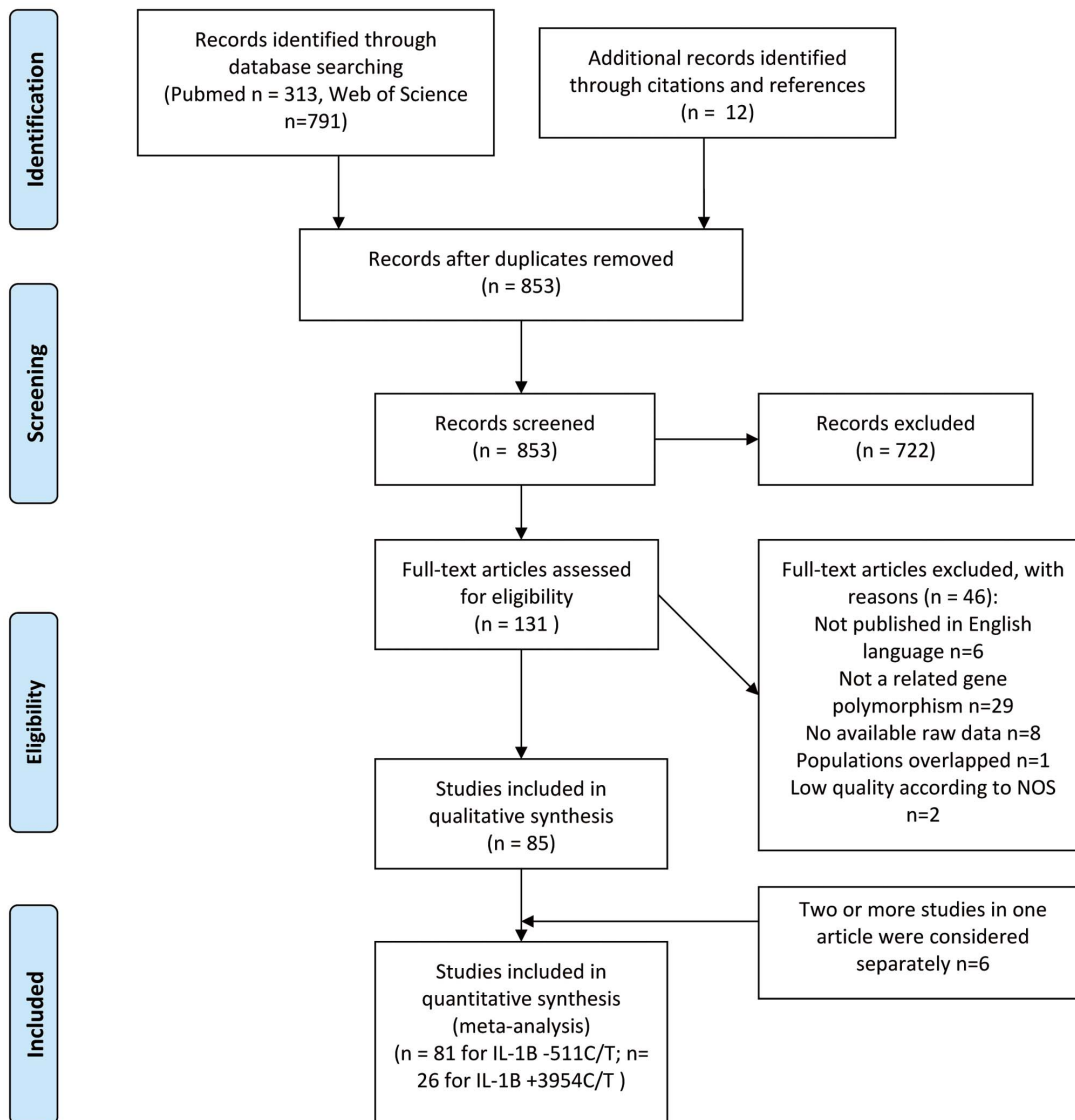 Identification
Records identified through
database searching
(Pubmed n = 313, Web of Science
n=791)
Additional records identified
through citations and references
(n = 12)
Records after duplicates removed
(n = 853)
Screening
Records screened
(n = 853)
Records excluded
(n = 722)
Eligibility
Full-text articles assessed
for eligibility
(n = 131 )
Full-text articles excluded, with
reasons (n = 46):
Not published in English
language n=6
Not a related gene
polymorphism n=29
No available raw data n=8
Populations overlapped n=1
Low quality according to NOS
n=2
Studies included in
qualitative synthesis
(n = 85)
Included
Two or more studies in one
article were considered
separately n=6
Studies included in
quantitative synthesis
(meta-analysis)
(n = 81 for IL-1B -511C/T; n=
26 for IL-1B +3954C/T )